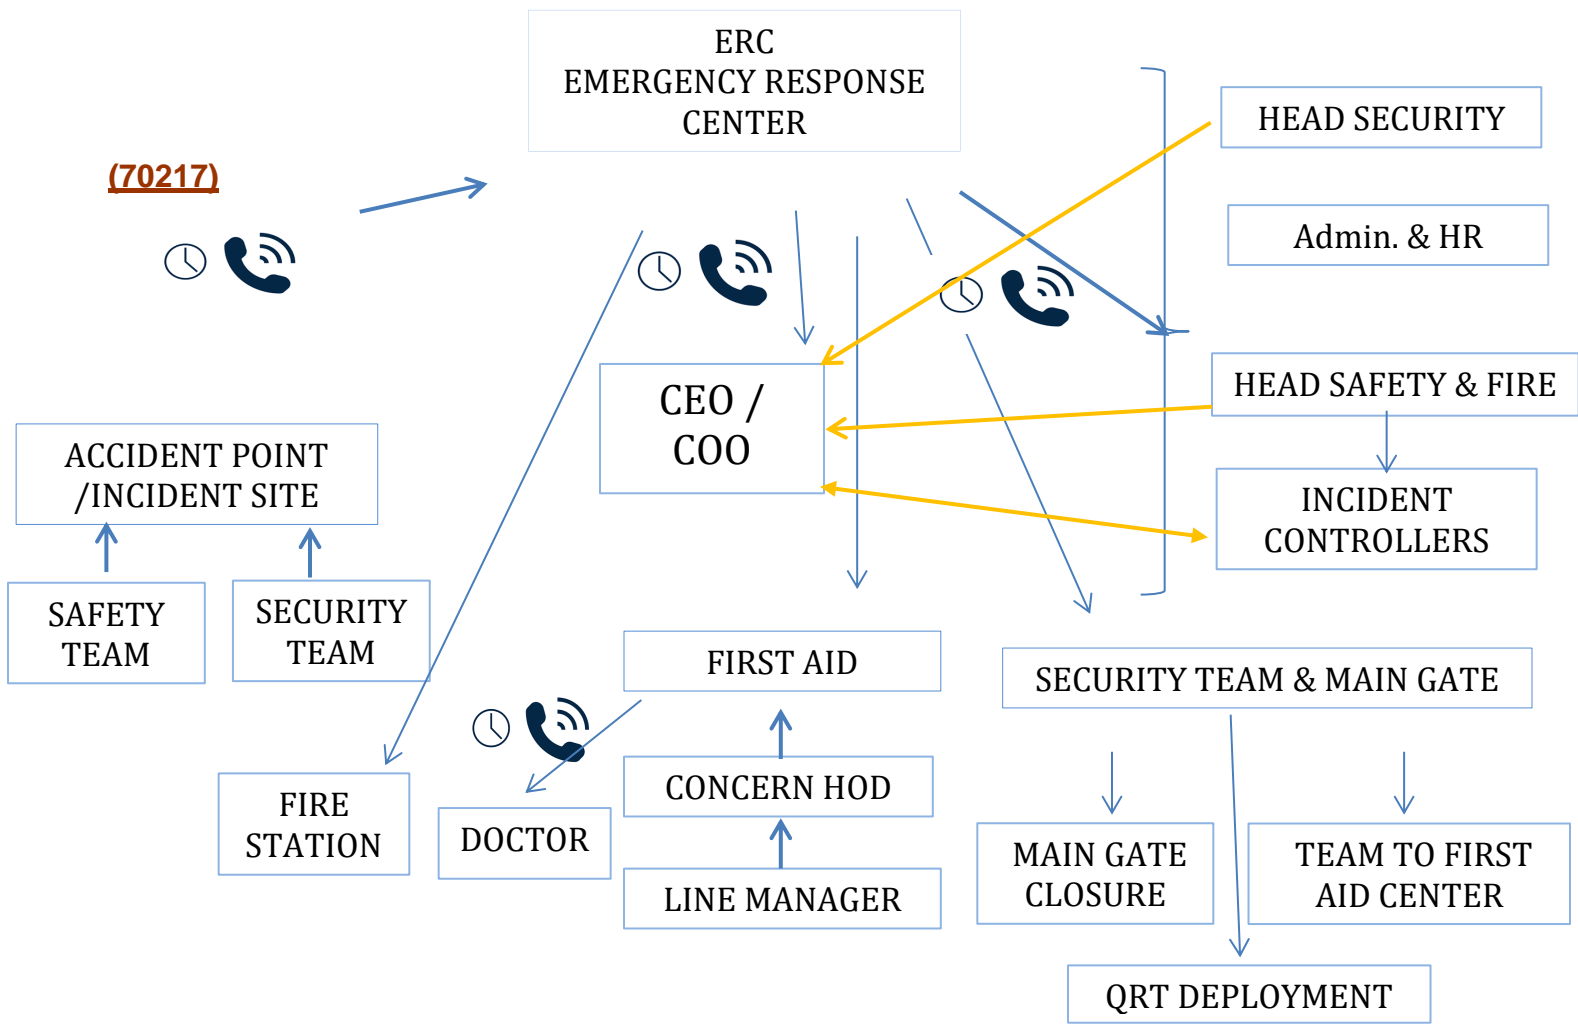 ERC
EMERGENCY RESPONSE
CENTER
HEAD SECURITY
(70217)
Admin. & HR
CEO /
COO
HEAD SAFETY & FIRE
ACCIDENT POINT
/INCIDENT SITE
INCIDENT
CONTROLLERS
SAFETY
TEAM
SECURITY
TEAM
FIRST AID
SECURITY TEAM & MAIN GATE
FIRE
STATION
DOCTOR
CONCERN HOD
LINE MANAGER
MAIN GATE
CLOSURE
TEAM TO FIRST
AID CENTER
QRT DEPLOYMENT